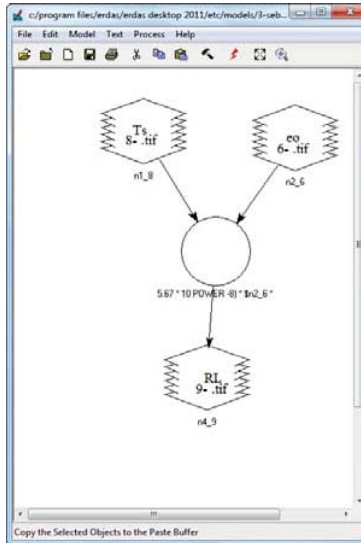 c:/program files/erdas desktop 2011/etc/models/3-seb...
File Edit Model Text Process Help
Ts
8- .tif
n1_8
eo
6- .tif
n2_6
5.67 * 10 POWER -8) * $n2_6 *
RL
9- .tif
n4_9
Copy the Selected Objects to the Paste Buffer